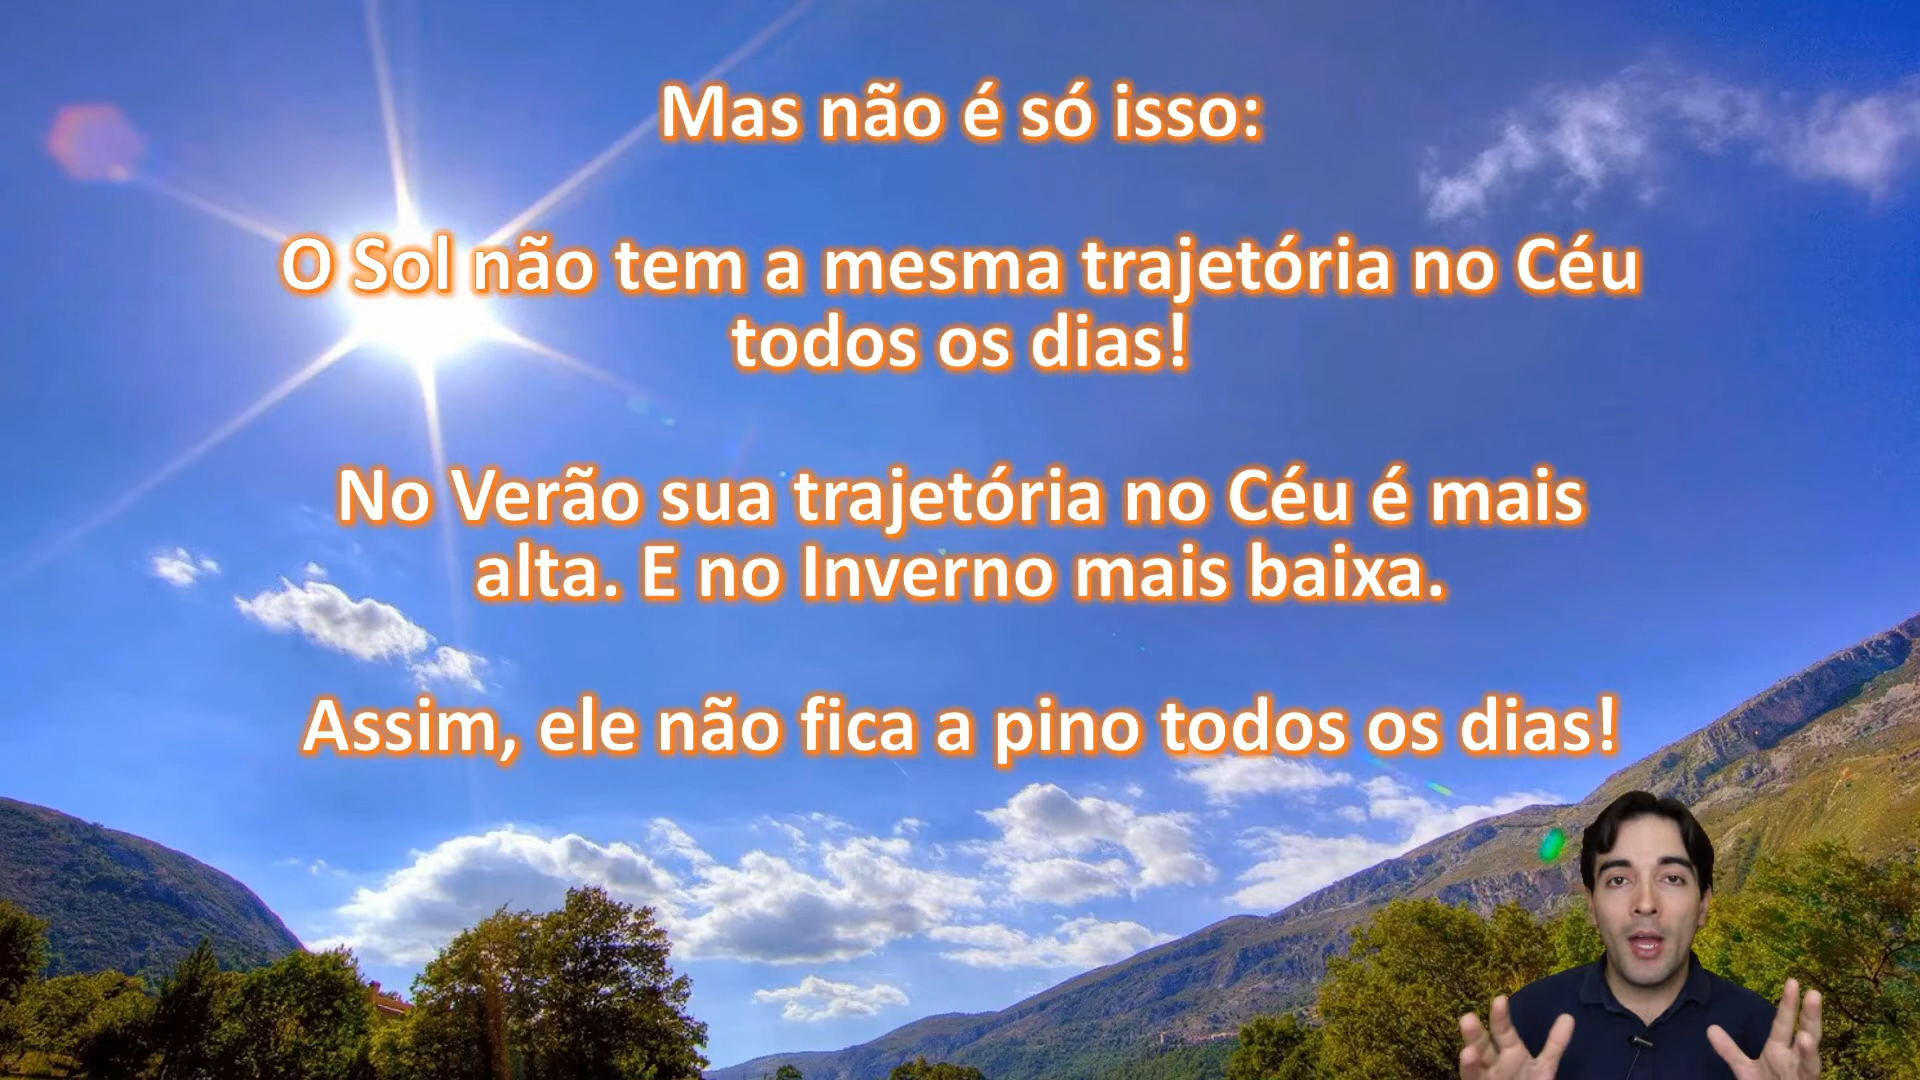 Mas não é só isso:
O Sol não tem a mesma trajetória no Céu
todos os dias!
No Verão sua trajetória no Céu é mais
alta. E no Inverno mais baixa.
Assim, ele não fica a pino todos os dias!